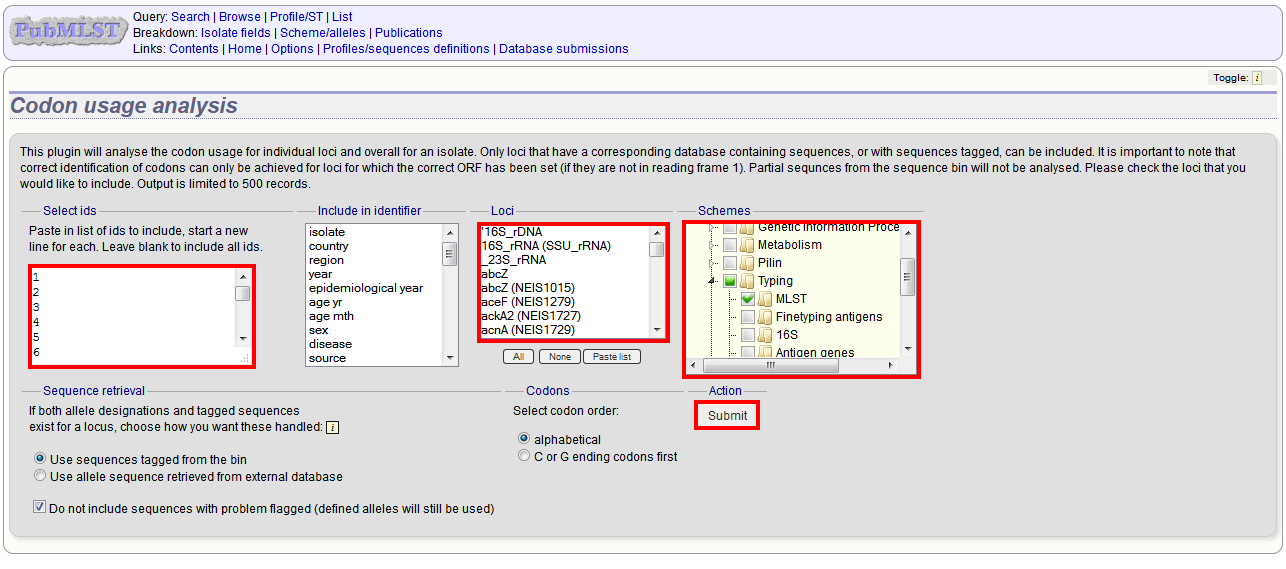 PubMLST
Query: Search | Browse | Profile/ST | List
Breakdown: Isolate fields | Scheme/alleles | Publications
Links: Contents | Home | Options | Profiles/sequences definitions | Database submissions
Toggle: i
Codon usage analysis
This plugin will analyse the codon usage for individual loci and overall for an isolate. Only loci that have a corresponding database containing sequences, or with sequences tagged, can be included. It is important to note that
correct identification of codons can only be achieved for loci for which the correct ORF has been set (if they are not in reading frame 1). Partial sequnces from the sequence bin will not be analysed. Please check the loci that you
would like to include. Output is limited to 500 records.
Select ids
Paste in list of ids to include, start a new
line for each. Leave blank to include all ids.
1
2
3
4
5
6
Include in identifier
isolate
country
region
year
epidemiological year
age yr
age mth
sex
disease
source
Loci
'16S_rDNA
16S_rRNA (SSU_rRNA)
_23S_rRNA
abcZ
abcZ (NEIS1015)
aceF (NEIS1279)
ackA2 (NEIS1727)
acnA (NEIS1729)
All None Paste list
Schemes
Genetic Information Proce
Metabolism
Pilin
Typing
MLST
Finetyping antigens
16S
Antigen genes
Sequence retrieval
If both allele designations and tagged sequences
exist for a locus, choose how you want these handled: i
Use sequences tagged from the bin
Use allele sequence retrieved from external database
Do not include sequences with problem flagged (defined alleles will still be used)
Codons
Select codon order:
alphabetical
C or G ending codons first
Action
Submit